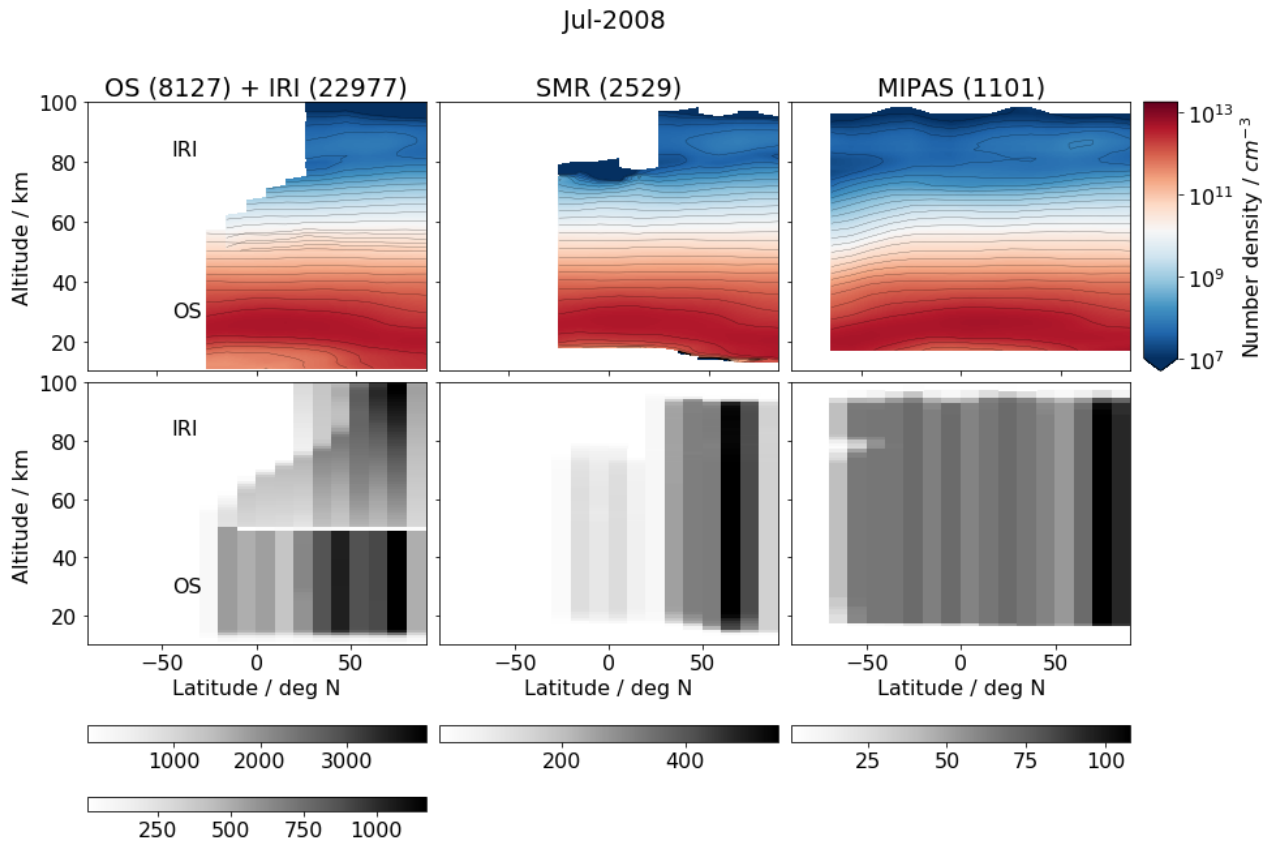 Jul-2008
OS (8127) + IRI (22977)
SMR (2529)
MIPAS (1101)
100
80
60
40
20
Altitude / km
IRI
OS
10^13
10^11
10^9
10^7
Number density / cm^−3
100
80
60
40
20
Altitude / km
IRI
OS
−50 0 50
Latitude / deg N
−50 0 50
Latitude / deg N
−50 0 50
Latitude / deg N
1000 2000 3000
200 400
25 50 75 100
250 500 750 1000